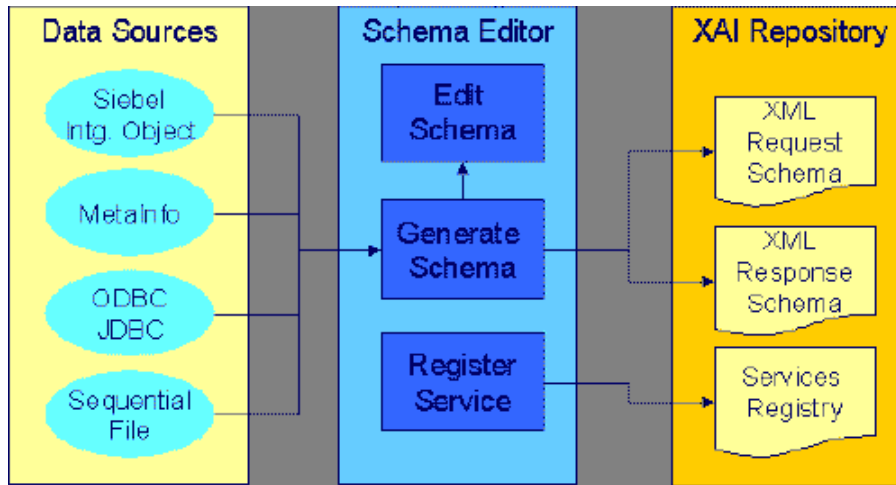 Data Sources
Siebel
Intg. Object
MetaInfo
ODBC
JDBC
Sequential
File
Schema Editor
Edit
Schema
Generate
Schema
Register
Service
XAI Repository
XML
Request
Schema
XML
Response
Schema
Services
Registry